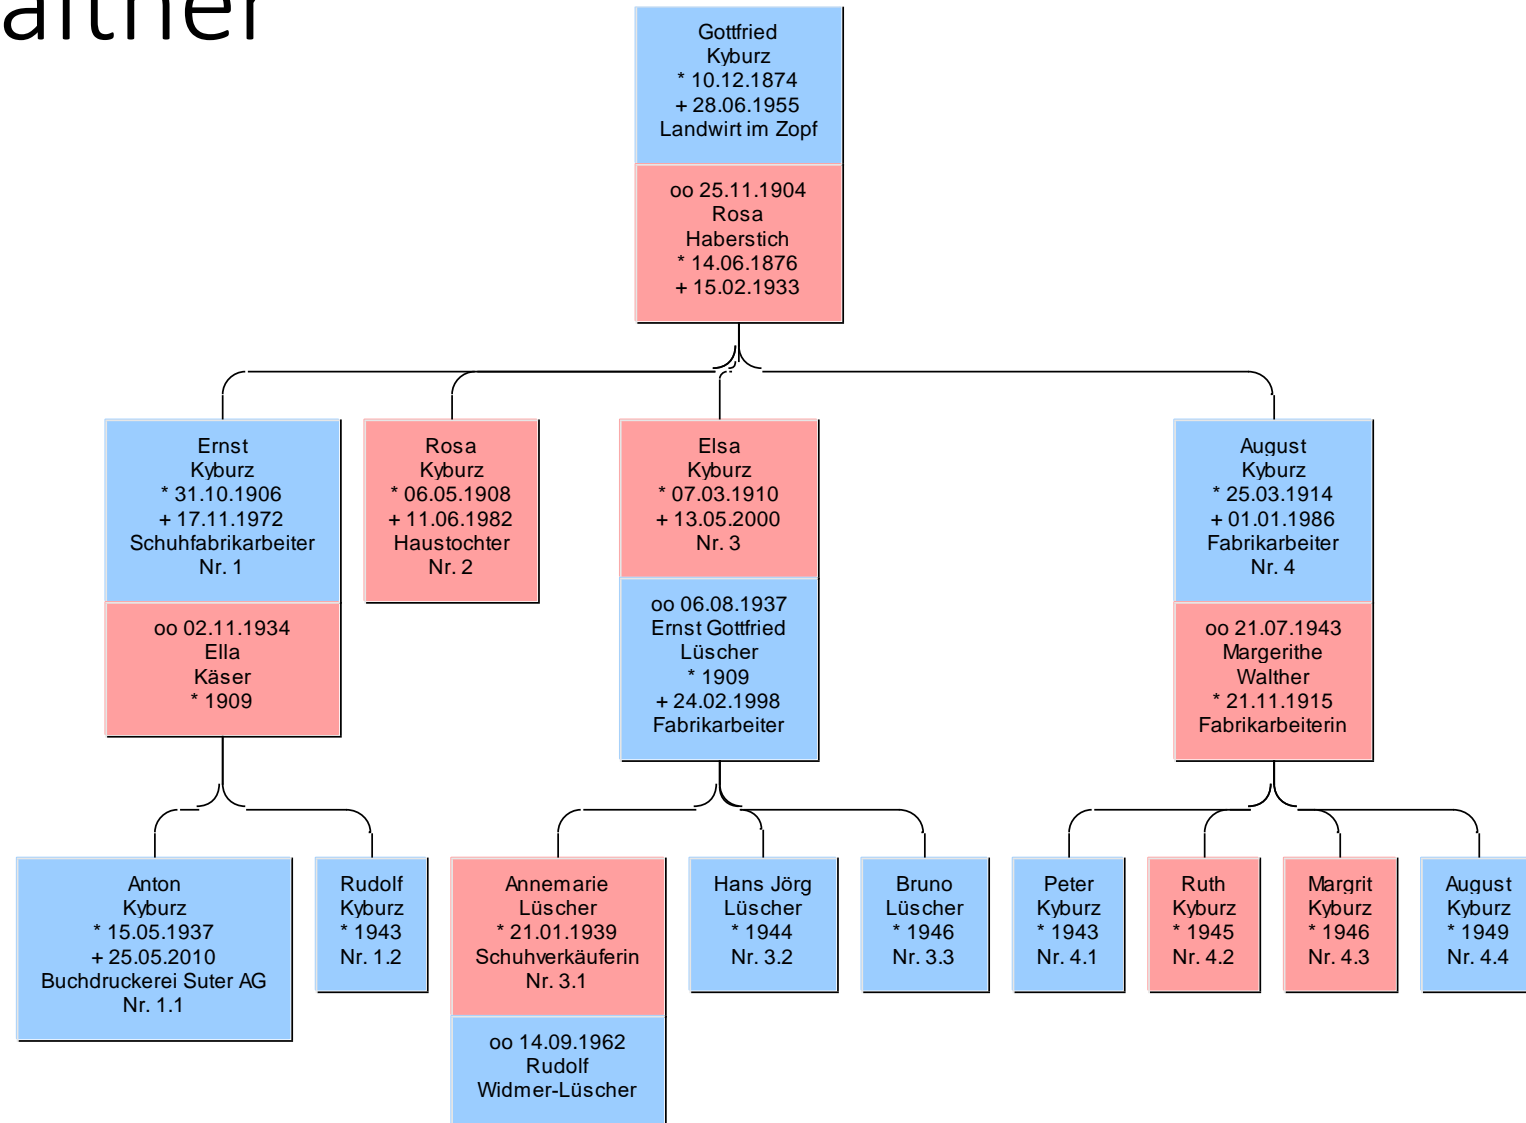 Gottfried
Kyburz
* 10.12.1874
+ 28.06.1955
Landwirt im Zopf
oo 25.11.1904
Rosa
Haberstich
* 14.06.1876
+ 15.02.1933
Ernst
Kyburz
* 31.10.1906
+ 17.11.1972
Schuhfabrikarbeiter
Nr. 1
oo 02.11.1934
Ella
Käser
* 1909
Rosa
Kyburz
* 06.05.1908
+ 11.06.1982
Haustochter
Nr. 2
Elsa
Kyburz
* 07.03.1910
+ 13.05.2000
Nr. 3
oo 06.08.1937
Ernst Gottfried
Lüscher
* 1909
+ 24.02.1998
Fabrikarbeiter
August
Kyburz
* 25.03.1914
+ 01.01.1986
Fabrikarbeiter
Nr. 4
oo 21.07.1943
Margerithe
Walther
* 21.11.1915
Fabrikarbeiterin
Anton
Kyburz
* 15.05.1937
+ 25.05.2010
Buchdruckerei Suter AG
Nr. 1.1
Rudolf
Kyburz
* 1943
Nr. 1.2
Annemarie
Lüscher
* 21.01.1939
Schuhverkäuferin
Nr. 3.1
oo 14.09.1962
Rudolf
Widmer-Lüscher
Hans Jörg
Lüscher
* 1944
Nr. 3.2
Bruno
Lüscher
* 1946
Nr. 3.3
Peter
Kyburz
* 1943
Nr. 4.1
Ruth
Kyburz
* 1945
Nr. 4.2
Margrit
Kyburz
* 1946
Nr. 4.3
August
Kyburz
* 1949
Nr. 4.4